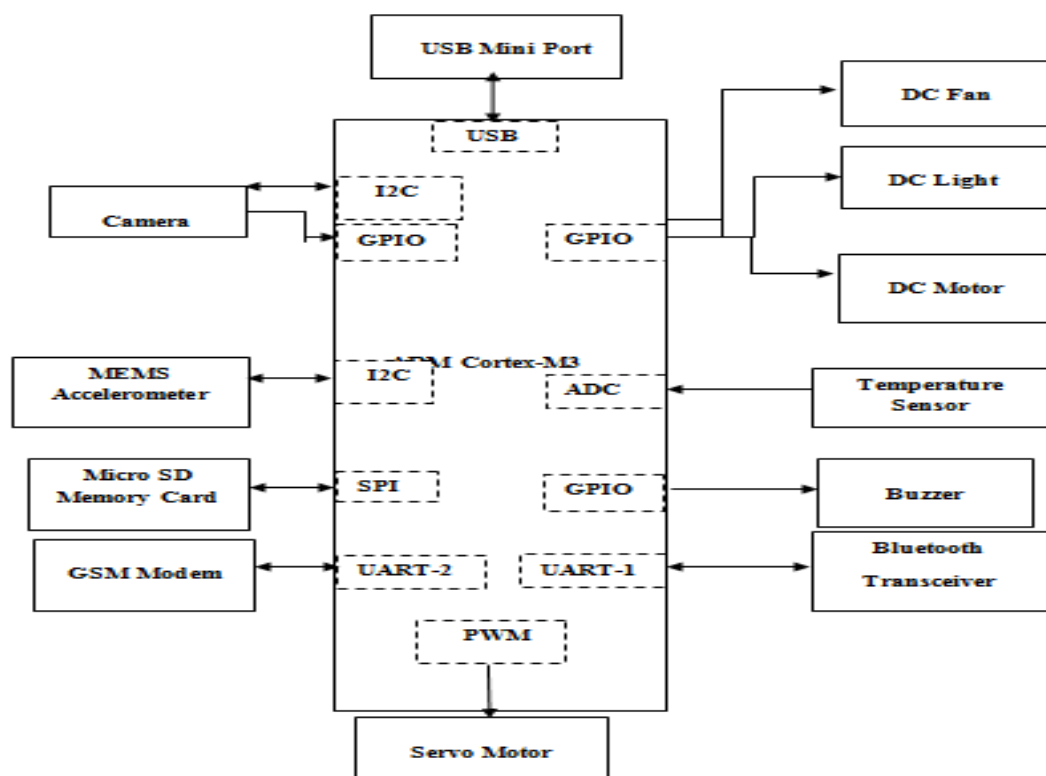 USB Mini Port
USB
DC Fan
DC Light
I2C
Camera
GPIO
GPIO
DC Motor
Cortex-M3
MEMS
Accelerometer
I2C
ADC
Temperature
Sensor
Micro SD
Memory Card
SPI
GPIO
Buzzer
GSM Modem
UART-2
UART-1
Bluetooth
Transceiver
PWM
Servo Motor